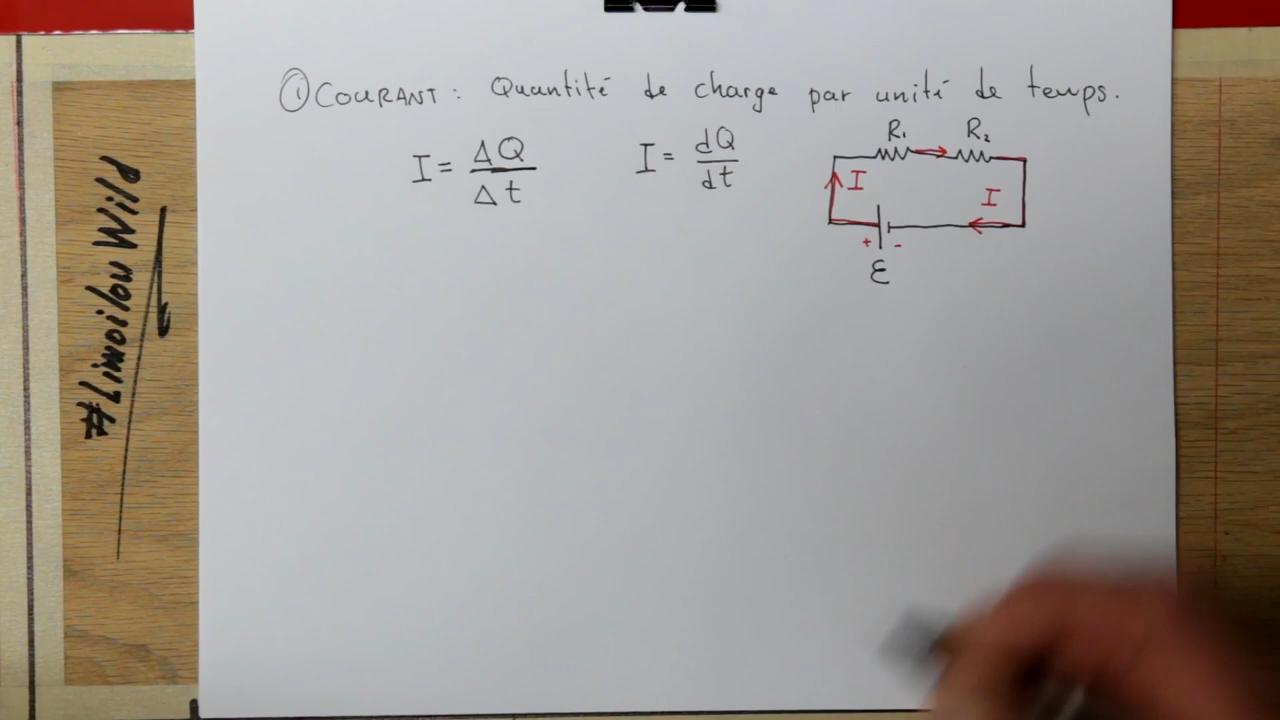 ① COURANT : Quantité de charge par unité de temps.
I = ΔQ / Δt
I = dQ / dt
R₁ R₂
I
I
+ -
ε
#Limoilou Wild